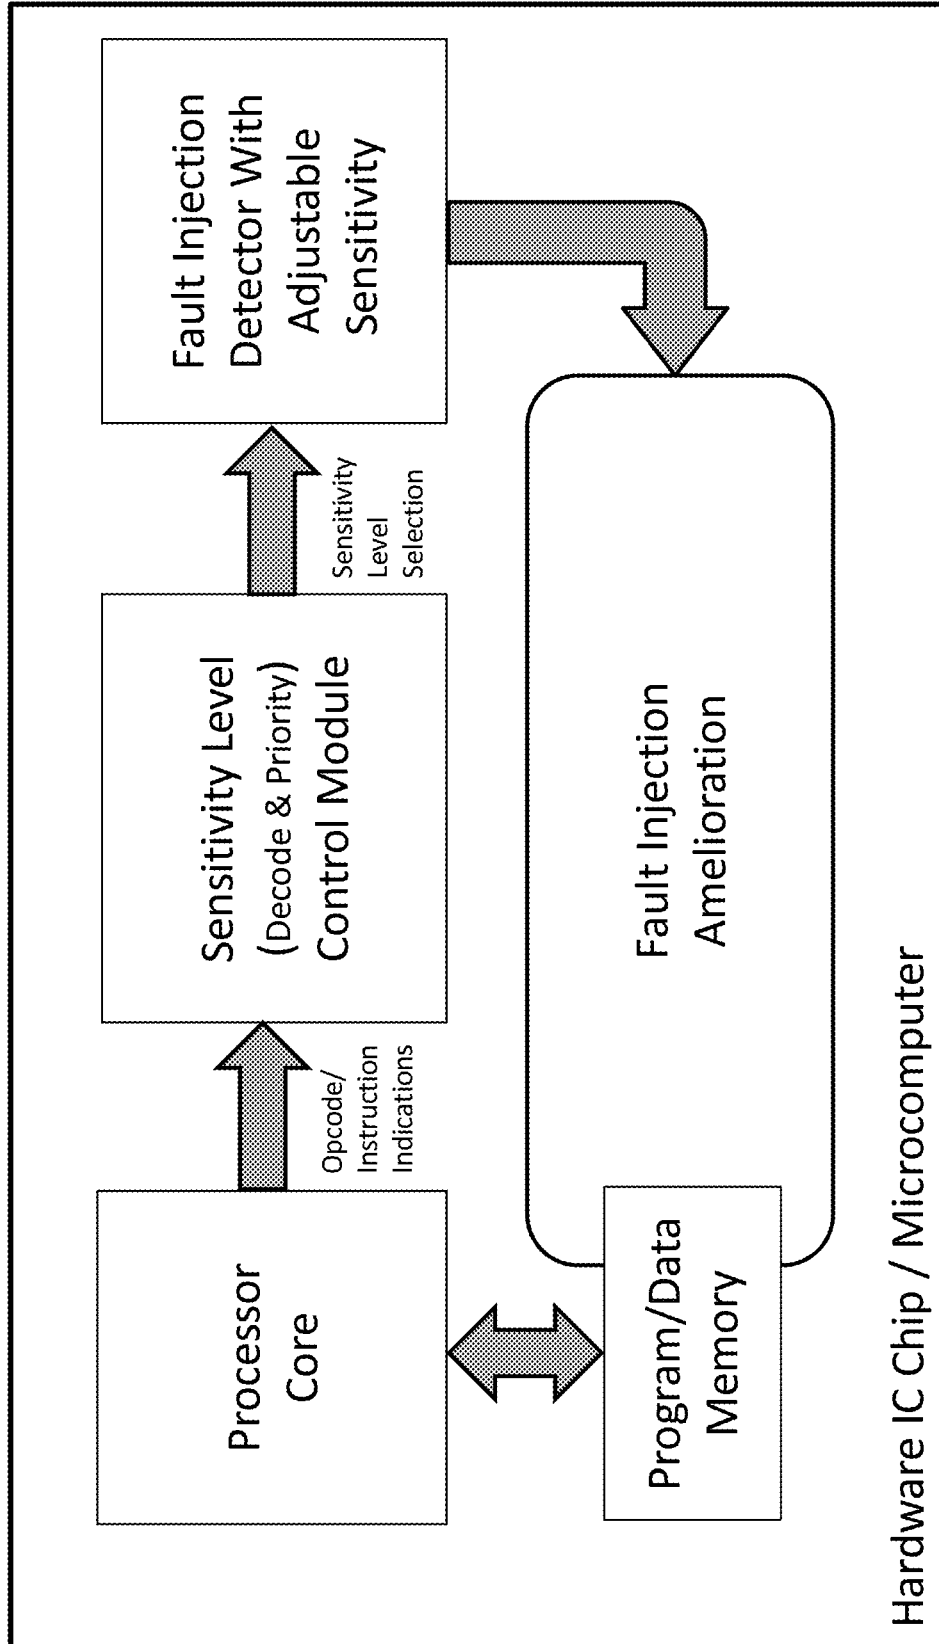 Processor
Core
Opcode/
Instruction
Indications
Sensitivity Level
(Decode & Priority)
Control Module
Sensitivity
Level
Selection
Fault Injection
Detector With
Adjustable
Sensitivity
Program/Data
Memory
Fault Injection
Amelioration
Hardware IC Chip / Microcomputer